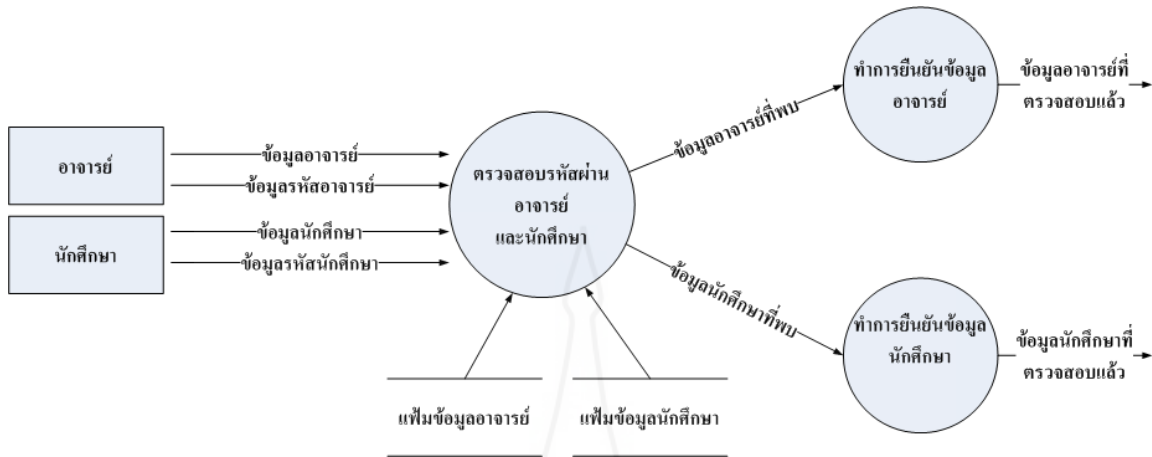 อาจารย์
ข้อมูลอาจารย์
ข้อมูลรหัสอาจารย์
นักศึกษา
ข้อมูลนักศึกษา
ข้อมูลรหัสนักศึกษา
ตรวจสอบรหัสผ่าน
อาจารย์
และนักศึกษา
ข้อมูลอาจารย์ที่พบ
ทำการยืนยันข้อมูล
อาจารย์
ข้อมูลอาจารย์ที่
ตรวจสอบแล้ว
ข้อมูลนักศึกษาที่พบ
ทำการยืนยันข้อมูล
นักศึกษา
ข้อมูลนักศึกษาที่
ตรวจสอบแล้ว
แฟ้มข้อมูลอาจารย์
แฟ้มข้อมูลนักศึกษา